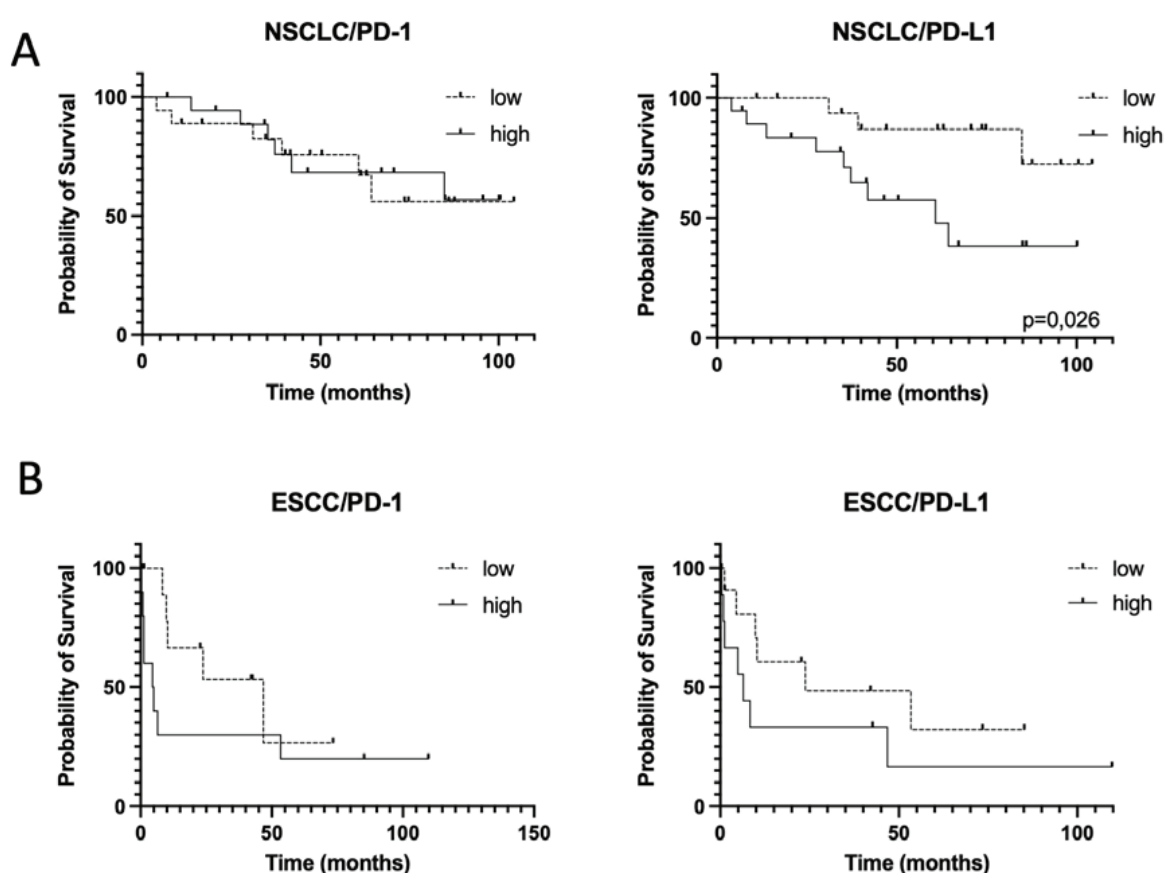 A
NSCLC/PD-1
Probability of Survival
100
50
0
low
high
0 50 100
Time (months)
NSCLC/PD-L1
Probability of Survival
100
50
0
low
high
p=0,026
0 50 100
Time (months)
B
ESCC/PD-1
Probability of Survival
100
50
0
low
high
0 50 100 150
Time (months)
ESCC/PD-L1
Probability of Survival
100
50
0
low
high
0 50 100
Time (months)